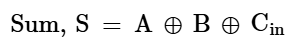 Sum, S = A ⊕ B ⊕ C_in